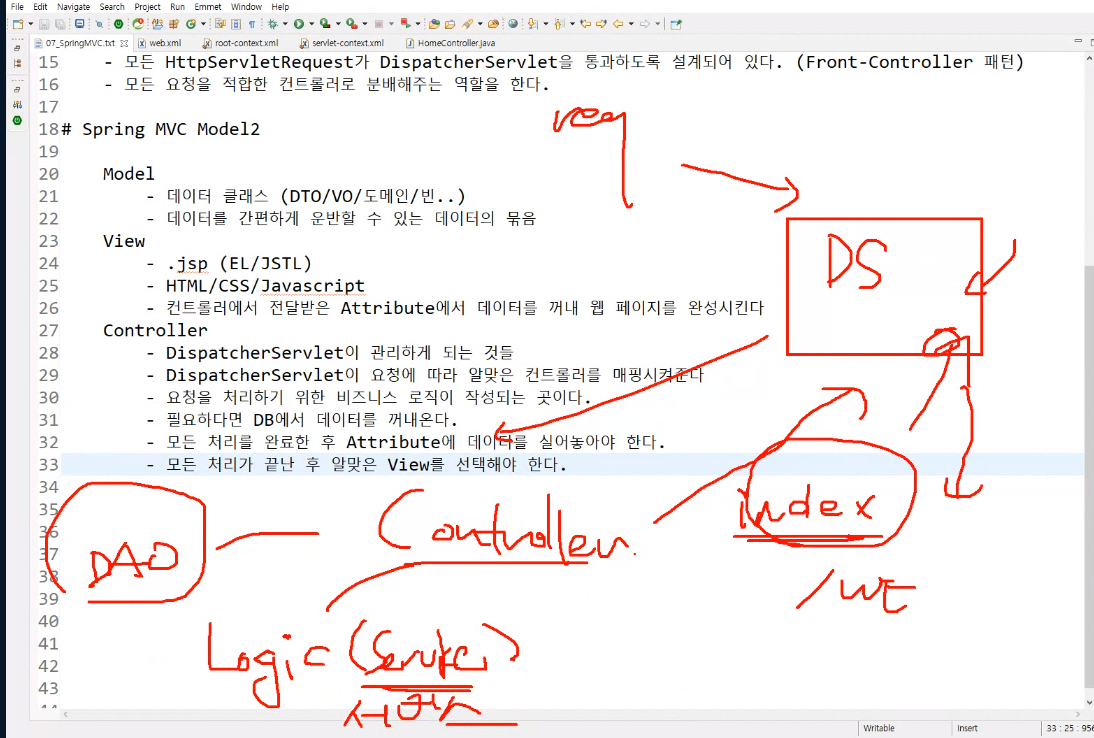 File Edit Navigate Search Project Run Emmet Window Help
07_SpringMVC.txt web.xml root-context.xml servlet-context.xml HomeController.java
15 - 모든 HttpServletRequest가 DispatcherServlet을 통과하도록 설계되어 있다. (Front-Controller 패턴)
16 - 모든 요청을 적합한 컨트롤러로 분배해주는 역할을 한다.
17
18 # Spring MVC Model2
19
20 Model
21 - 데이터 클래스 (DTO/VO/도메인/빈..)
22 - 데이터를 간편하게 운반할 수 있는 데이터의 묶음
23 View
24 - .jsp (EL/JSTL)
25 - HTML/CSS/Javascript
26 - 컨트롤러에서 전달받은 Attribute에서 데이터를 꺼내 웹 페이지를 완성시킨다
27 Controller
28 - DispatcherServlet이 관리하게 되는 것들
29 - DispatcherServlet이 요청에 따라 알맞은 컨트롤러를 매핑시켜준다
30 - 요청을 처리하기 위한 비즈니스 로직이 작성되는 곳이다.
31 - 필요하다면 DB에서 데이터를 꺼내온다.
32 - 모든 처리를 완료한 후 Attribute에 데이터를 실어놓아야 한다.
33 - 모든 처리가 끝난 후 알맞은 View를 선택해야 한다.
34
35
36
37
38
39
40
41
42
43
req
DS
index
DAO
Controller
Logic (Service)
서비스
Writable Insert 33 : 25 : 956